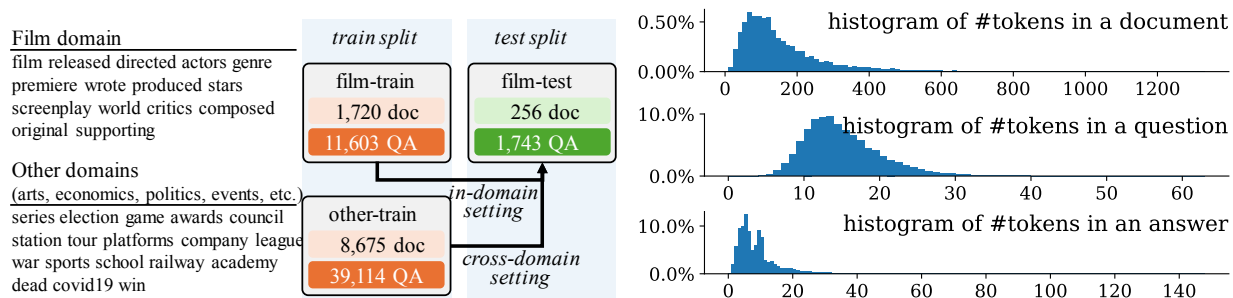 Film domain
film released directed actors genre
premiere wrote produced stars
screenplay world critics composed
original supporting
Other domains
(arts, economics, politics, events, etc.)
series election game awards council
station tour platforms company league
war sports school railway academy
dead covid19 win
train split
test split
film-train
1,720 doc
11,603 QA
film-test
256 doc
1,743 QA
in-domain
setting
other-train
8,675 doc
39,114 QA
cross-domain
setting
histogram of #tokens in a document
0.50%
0.00%
0 200 400 600 800 1000 1200
histogram of #tokens in a question
10.0%
0.0%
0 10 20 30 40 50 60
histogram of #tokens in an answer
10.0%
0.0%
0 20 40 60 80 100 120 140